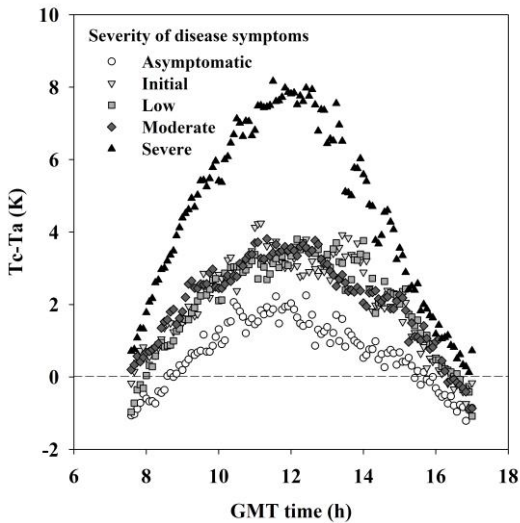 Severity of disease symptoms
Asymptomatic
Initial
Low
Moderate
Severe
Tc-Ta (K)
10
8
6
4
2
0
-2
6 8 10 12 14 16 18
GMT time (h)